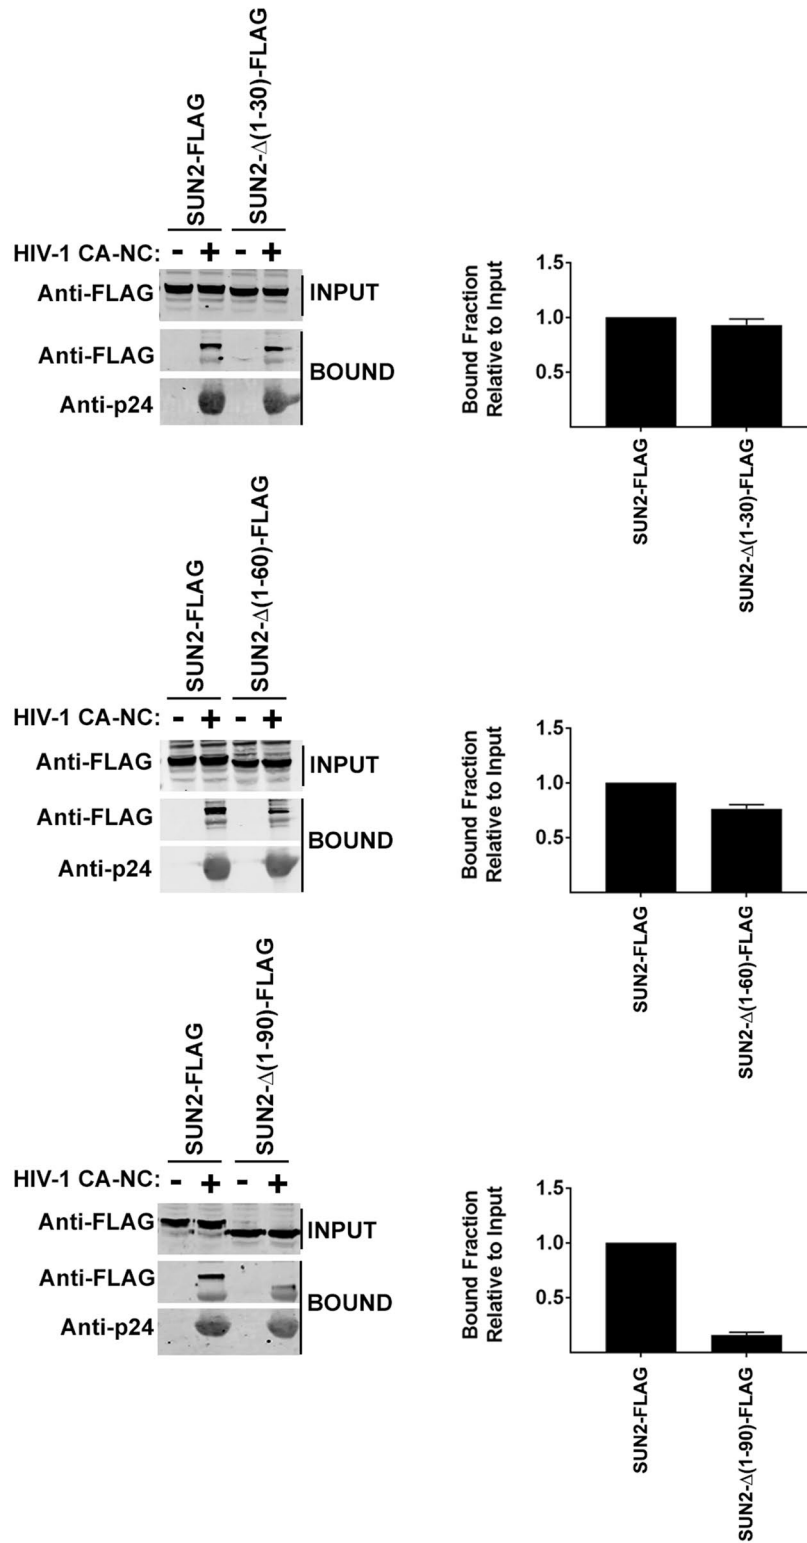 SUN2-FLAG
SUN2-Δ(1-30)-FLAG
HIV-1 CA-NC: - + - +
Anti-FLAG
INPUT
Anti-FLAG
BOUND
Anti-p24
Bound Fraction
Relative to Input
1.5
1.0
0.5
SUN2-FLAG
SUN2-Δ(1-30)-FLAG
SUN2-FLAG
SUN2-Δ(1-60)-FLAG
HIV-1 CA-NC: - + - +
Anti-FLAG
INPUT
Anti-FLAG
BOUND
Anti-p24
Bound Fraction
Relative to Input
1.5
1.0
0.5
SUN2-FLAG
SUN2-Δ(1-60)-FLAG
SUN2-FLAG
SUN2-Δ(1-90)-FLAG
HIV-1 CA-NC: - + - +
Anti-FLAG
INPUT
Anti-FLAG
BOUND
Anti-p24
Bound Fraction
Relative to Input
1.5
1.0
0.5
SUN2-FLAG
SUN2-Δ(1-90)-FLAG